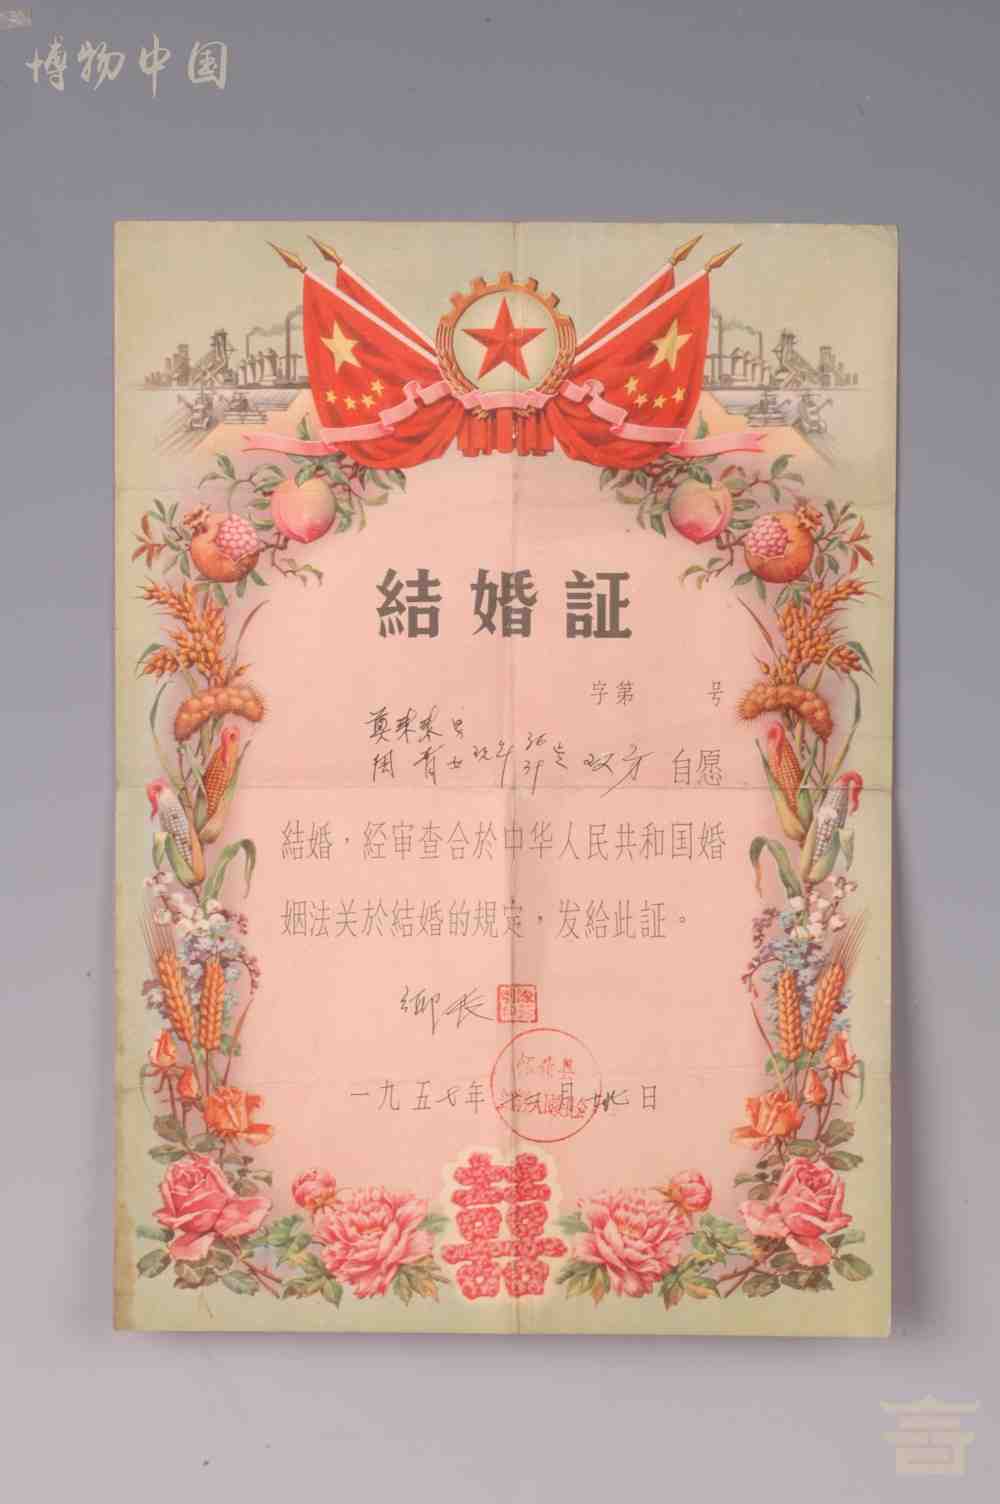 博物中国
結婚証
字第 号
自愿
結婚，経审查合於中华人民共和国婚
姻法关於結婚的規定，发給此証。
乡長
一九五七年 月 日
囍